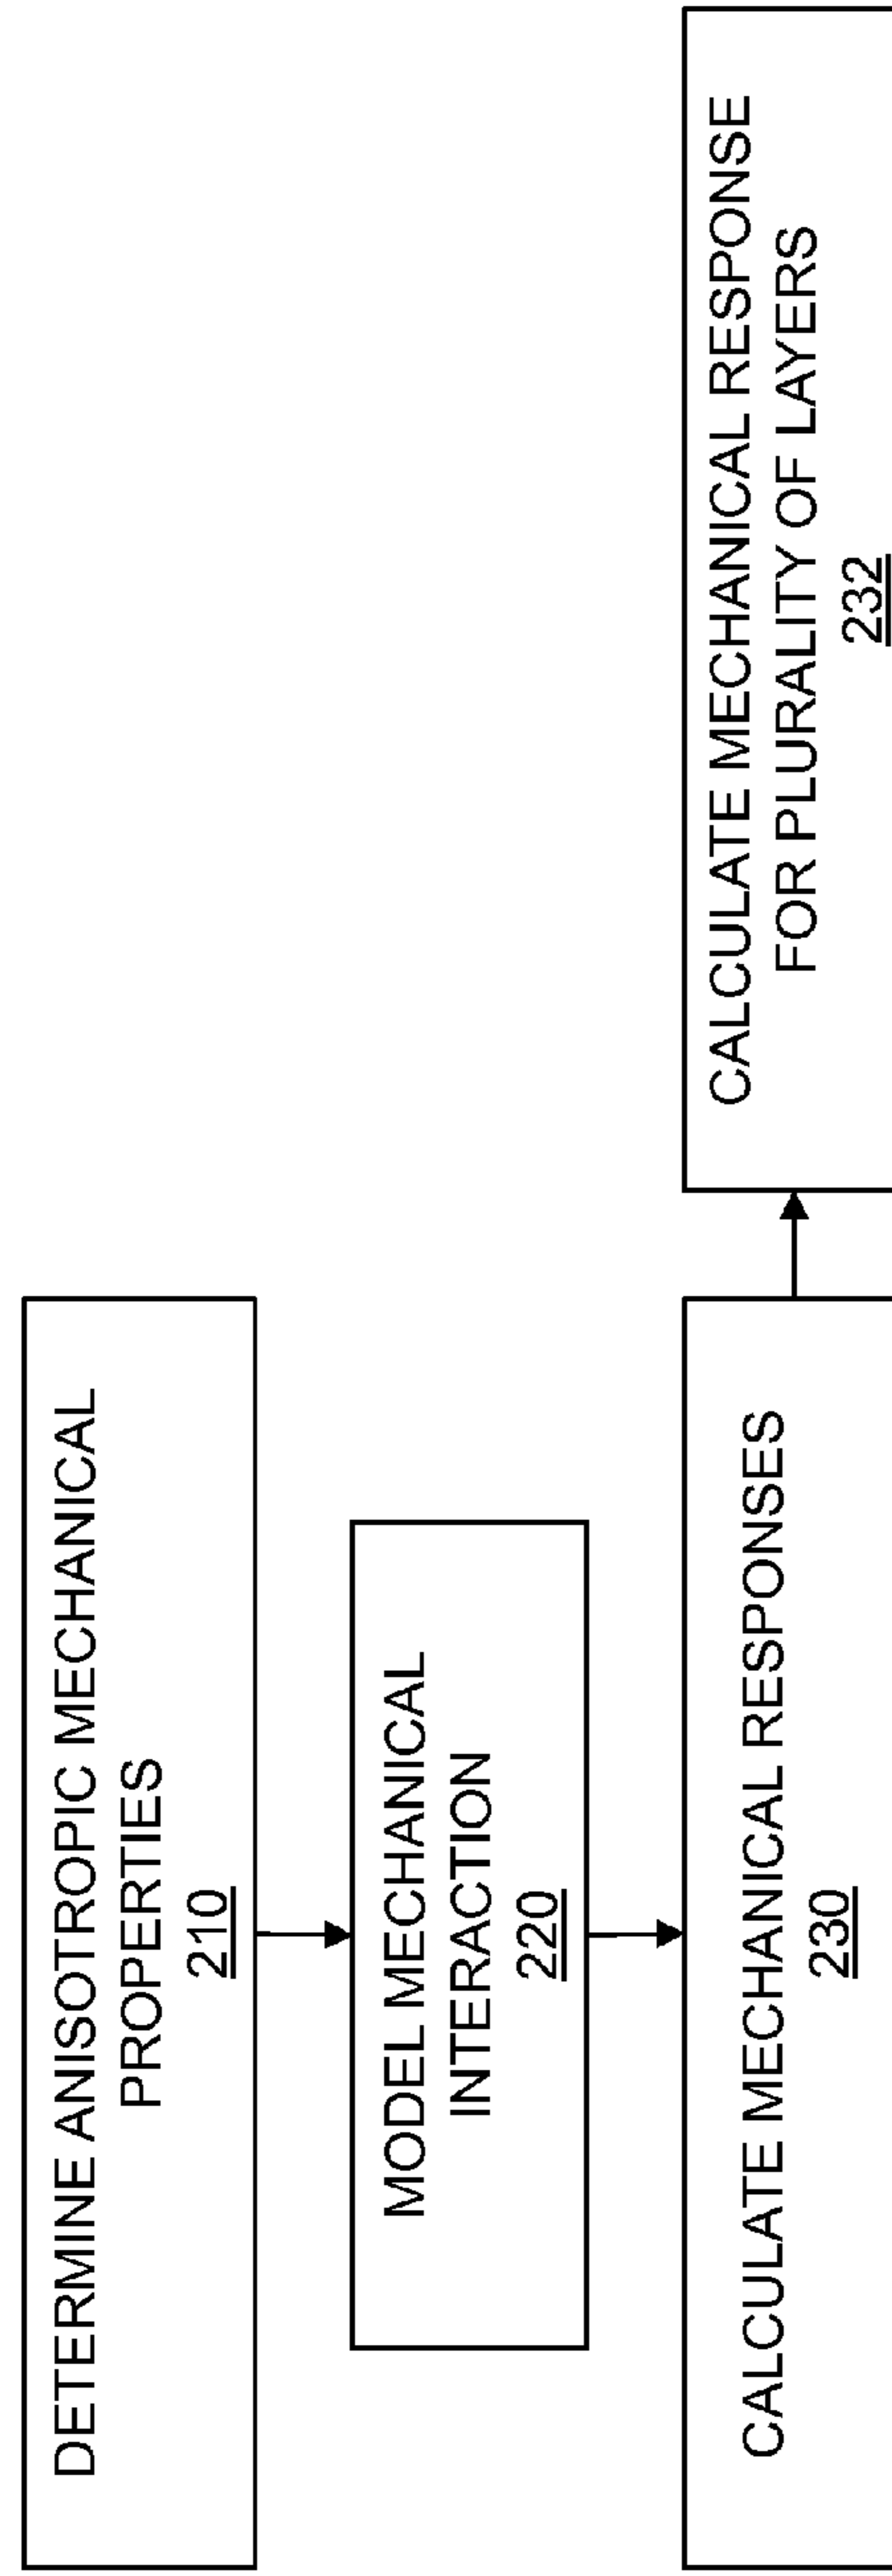 DETERMINE ANISOTROPIC MECHANICAL
PROPERTIES
210
MODEL MECHANICAL
INTERACTION
220
CALCULATE MECHANICAL RESPONSES
230
CALCULATE MECHANICAL RESPONSE
FOR PLURALITY OF LAYERS
232